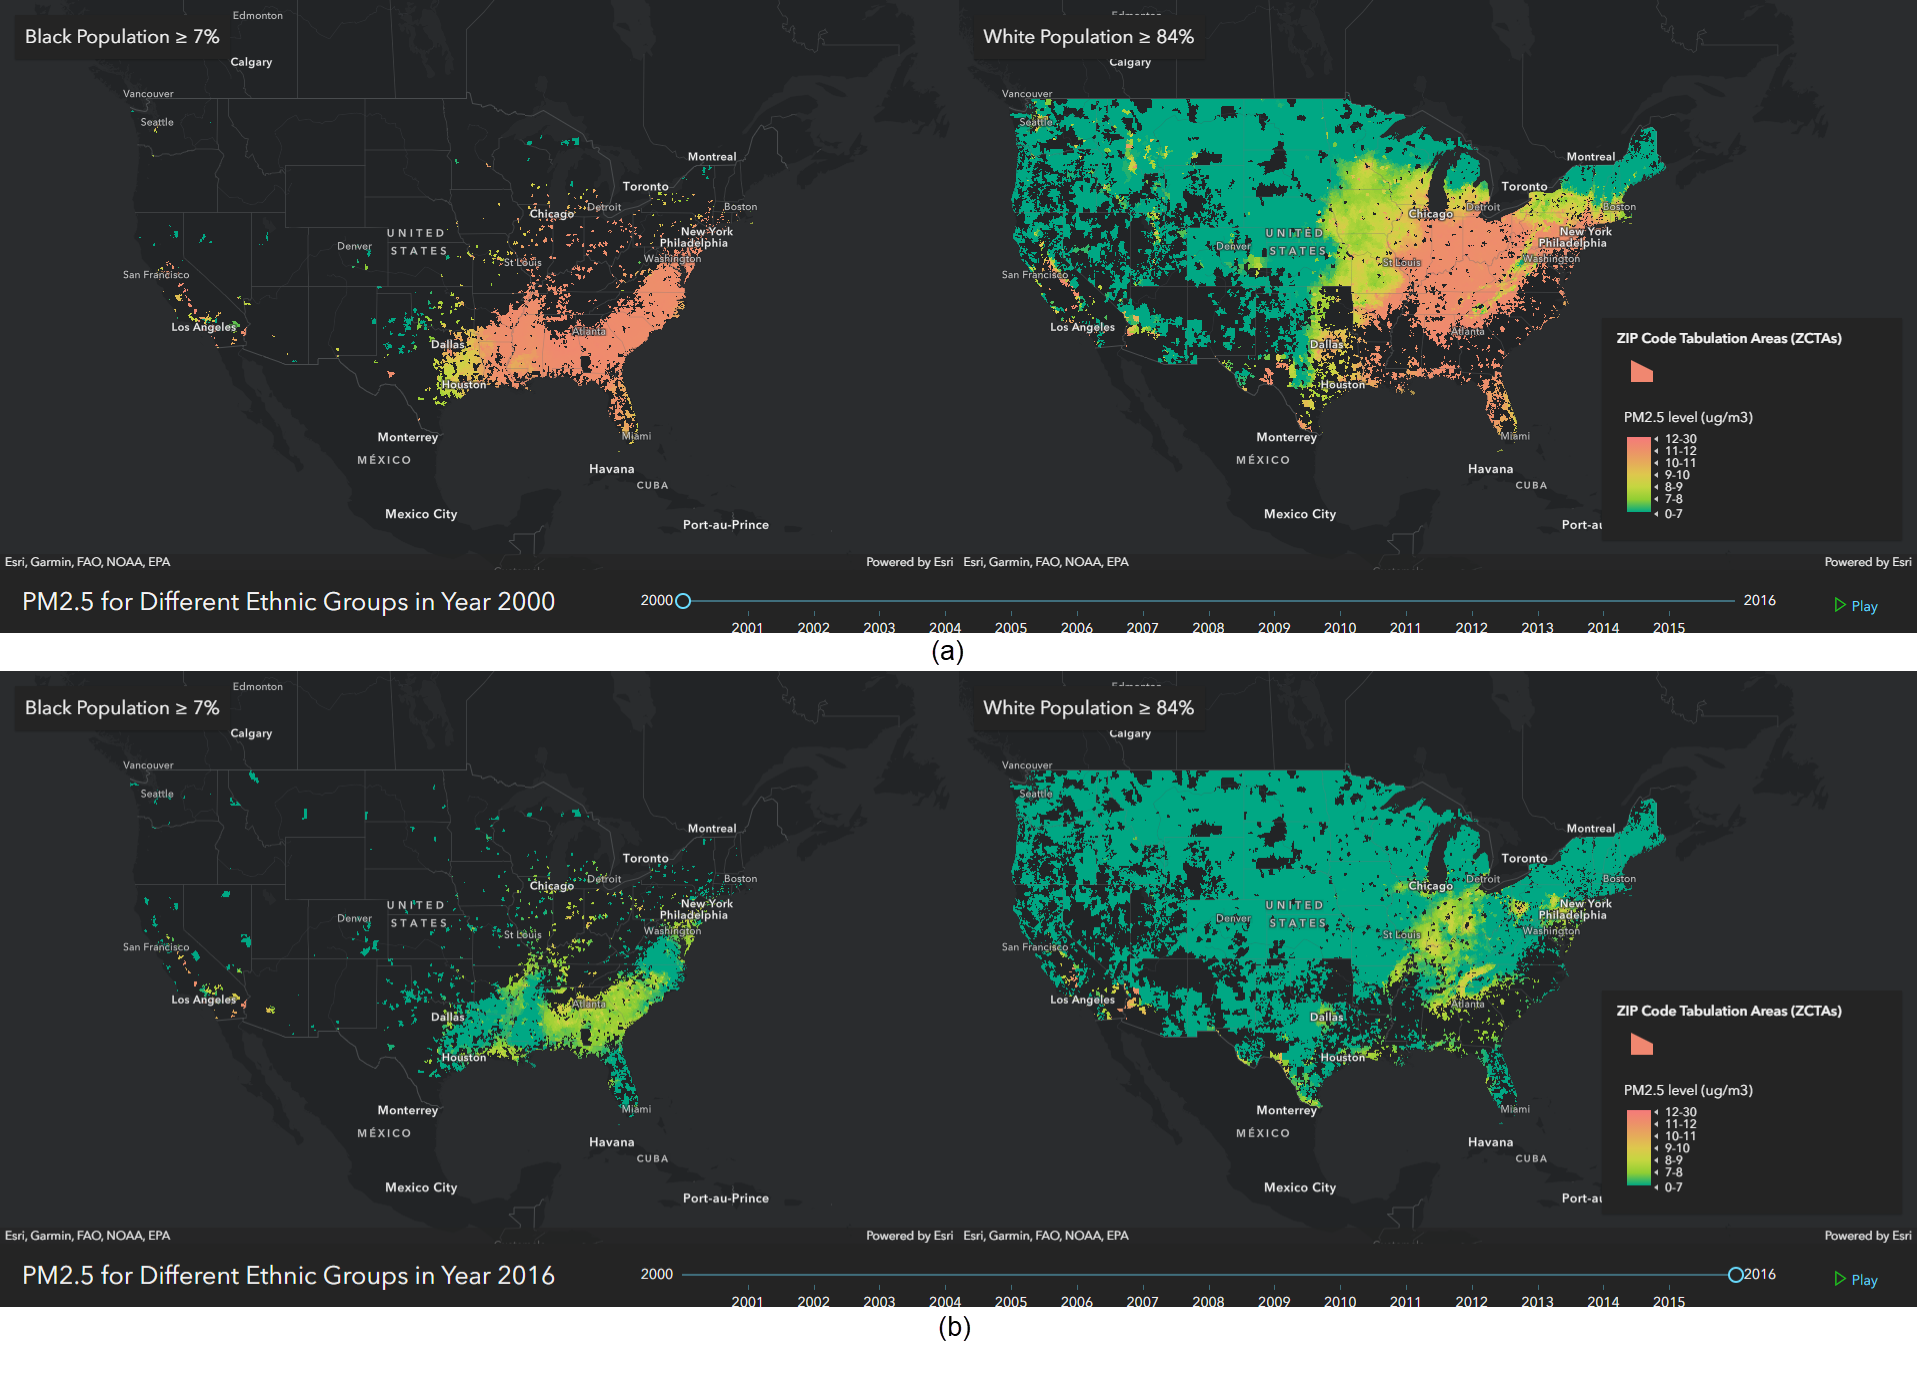 Black Population ≥ 7%
Edmonton
Calgary
Vancouver
Seattle
Montreal
Toronto
Boston
Detroit
Chicago
New York
Philadelphia
UNITED
STATES
Denver
Washington
St Louis
San Francisco
Los Angeles
Atlanta
Dallas
Houston
Miami
Monterrey
MÉXICO
Havana
CUBA
Mexico City
Port-au-Prince
Esri, Garmin, FAO, NOAA, EPA
Powered by Esri
White Population ≥ 84%
Edmonton
Calgary
Vancouver
Seattle
Montreal
Toronto
Boston
Detroit
Chicago
New York
Philadelphia
UNITED
STATES
Denver
Washington
St Louis
San Francisco
Los Angeles
Atlanta
Dallas
Houston
Miami
Monterrey
MÉXICO
Havana
CUBA
Mexico City
Port-au
ZIP Code Tabulation Areas (ZCTAs)
PM2.5 level (ug/m3)
12-30
11-12
10-11
9-10
8-9
7-8
0-7
Esri, Garmin, FAO, NOAA, EPA
Powered by Esri
PM2.5 for Different Ethnic Groups in Year 2000
2000
2016
2001 2002 2003 2004 2005 2006 2007 2008 2009 2010 2011 2012 2013 2014 2015
Play
(a)
Black Population ≥ 7%
Edmonton
Calgary
Vancouver
Seattle
Montreal
Toronto
Boston
Detroit
Chicago
New York
Philadelphia
UNITED
STATES
Denver
Washington
St Louis
San Francisco
Los Angeles
Atlanta
Dallas
Houston
Miami
Monterrey
MÉXICO
Havana
CUBA
Mexico City
Port-au-Prince
Esri, Garmin, FAO, NOAA, EPA
Powered by Esri
White Population ≥ 84%
Edmonton
Calgary
Vancouver
Seattle
Montreal
Toronto
Boston
Detroit
Chicago
New York
Philadelphia
UNITED
STATES
Denver
Washington
St Louis
San Francisco
Los Angeles
Atlanta
Dallas
Houston
Miami
Monterrey
MÉXICO
Havana
CUBA
Mexico City
Port-au
ZIP Code Tabulation Areas (ZCTAs)
PM2.5 level (ug/m3)
12-30
11-12
10-11
9-10
8-9
7-8
0-7
Esri, Garmin, FAO, NOAA, EPA
Powered by Esri
PM2.5 for Different Ethnic Groups in Year 2016
2000
2016
2001 2002 2003 2004 2005 2006 2007 2008 2009 2010 2011 2012 2013 2014 2015
Play
(b)